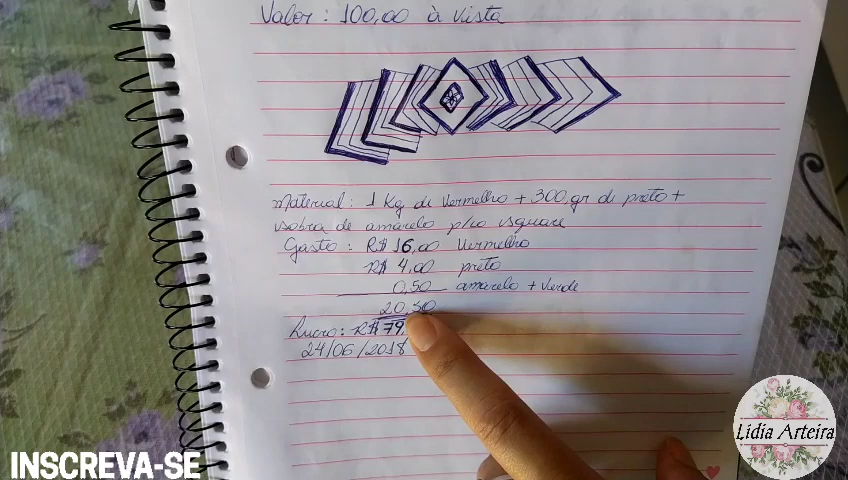 Valor : 100,00 à vista
Material : 1 Kg de Vermelho + 300 gr de preto +
sobra de amarelo p/co square
Gasto : R$ 16,00 Vermelho
R$ 4,00 preto
0,50 amarelo + Verde
20,50
Lucro : R$ 79,
24/06/2018
INSCREVA-SE
Lidia Arteira